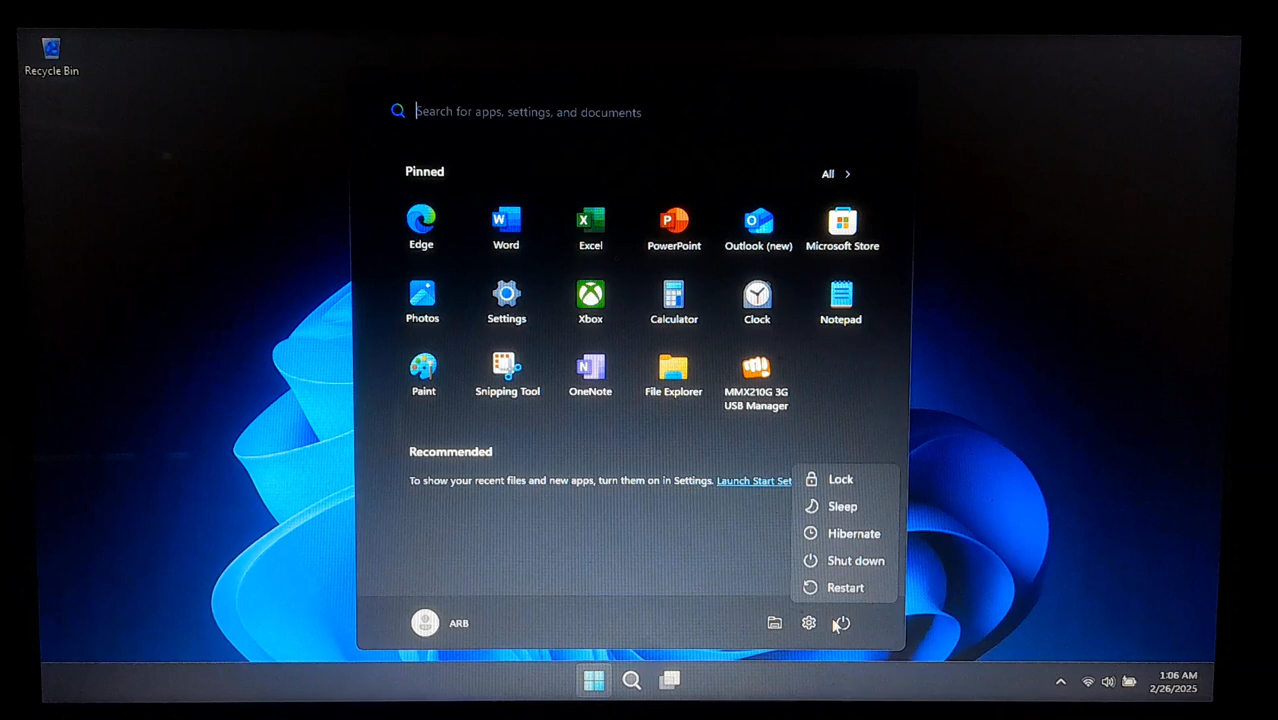 Recycle Bin
Search for apps, settings, and documents
Pinned
All
Edge
Word
Excel
PowerPoint
Outlook (new)
Microsoft Store
Photos
Settings
Xbox
Calculator
Clock
Notepad
Paint
Snipping Tool
OneNote
File Explorer
MMX210G 3G
USB Manager
Recommended
To show your recent files and new apps, turn them on in Settings. Launch Start Set
Lock
Sleep
Hibernate
Shut down
Restart
ARB
1:06 AM
2/26/2025